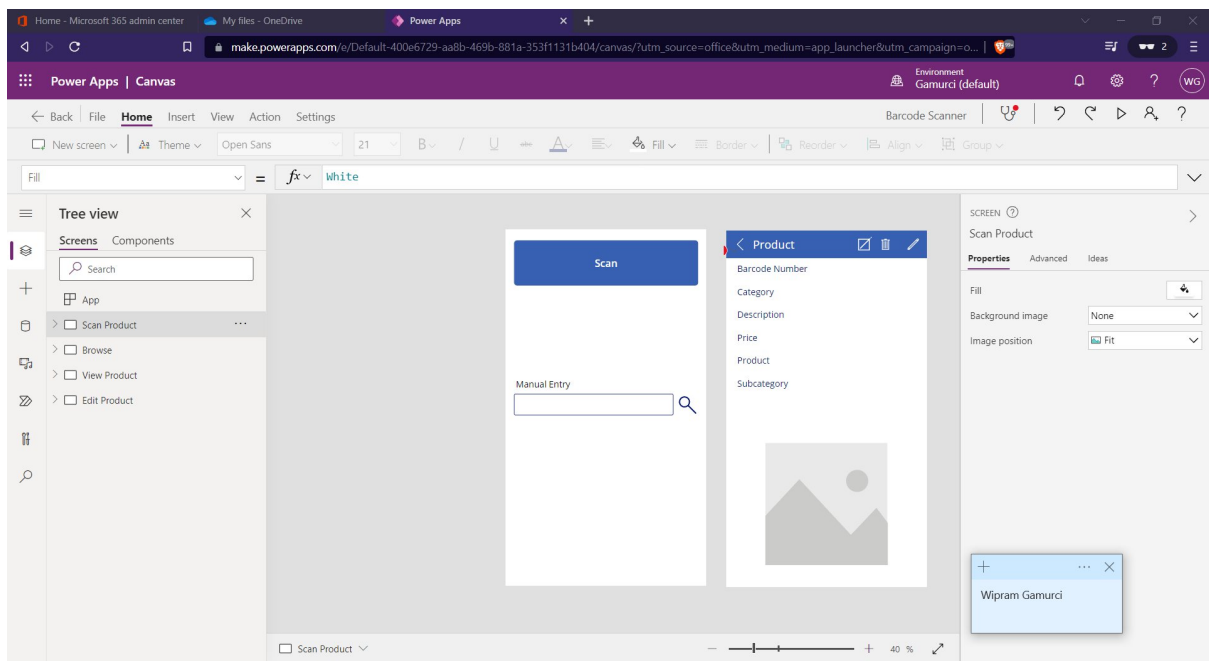 Home - Microsoft 365 admin center
My files - OneDrive
Power Apps
make.powerapps.com/e/Default-400e6729-aa8b-469b-881a-353f1131b404/canvas/?utm_source=office&utm_medium=app_launcher&utm_campaign=o...
2
Power Apps | Canvas
Environment
Gamurci (default)
WG
Back File Home Insert View Action Settings
Barcode Scanner
New screen Theme Open Sans 21 B / U abc A Fill Border Reorder Align Group
Fill = fx White
Tree view
Screens Components
Search
App
Scan Product ...
Browse
View Product
Edit Product
Scan
Manual Entry
Product
Barcode Number
Category
Description
Price
Product
Subcategory
SCREEN
Scan Product
Properties Advanced Ideas
Fill
Background image None
Image position Fit
Wipram Gamurci
Scan Product
40 %